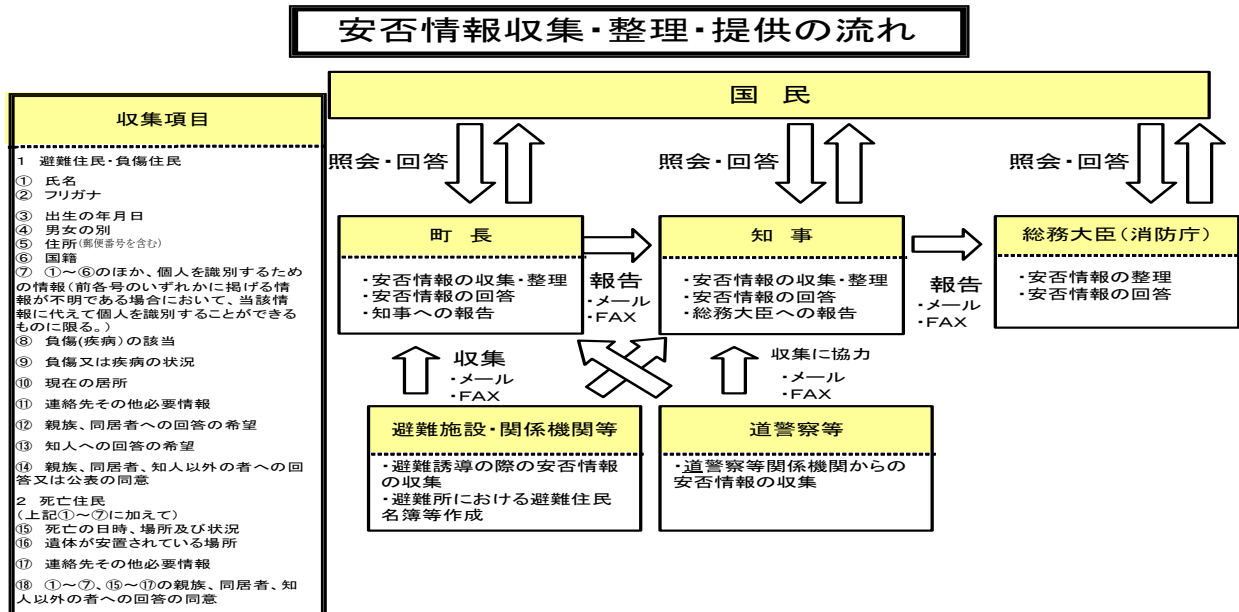 安否情報収集・整理・提供の流れ
国 民
収集項目
1 避難住民・負傷住民
① 氏名
② フリガナ
③ 出生の年月日
④ 男女の別
⑤ 住所(郵便番号を含む)
⑥ 国籍
⑦ ①～⑥のほか、個人を識別するため
の情報(前各号のいずれかに掲げる情
報が不明である場合において、当該情
報に代えて個人を識別することができる
ものに限る。)
⑧ 負傷(疾病)の該当
⑨ 負傷又は疾病の状況
⑩ 現在の居所
⑪ 連絡先その他必要情報
⑫ 親族、同居者への回答の希望
⑬ 知人への回答の希望
⑭ 親族、同居者、知人以外の者への回
答又は公表の同意
2 死亡住民
(上記①～⑦に加えて)
⑮ 死亡の日時、場所及び状況
⑯ 遺体が安置されている場所
⑰ 連絡先その他必要情報
⑱ ①～⑦、⑮～⑰の親族、同居者、知
人以外の者への回答の同意
照会・回答
照会・回答
照会・回答
町 長
・安否情報の収集・整理
・安否情報の回答
・知事への報告
報告
・メール
・FAX
知 事
・安否情報の収集・整理
・安否情報の回答
・総務大臣への報告
報告
・メール
・FAX
総務大臣(消防庁)
・安否情報の整理
・安否情報の回答
収集
・メール
・FAX
収集に協力
・メール
・FAX
避難施設・関係機関等
・避難誘導の際の安否情報
の収集
・避難所における避難住民
名簿等作成
道警察等
・道警察等関係機関からの
安否情報の収集